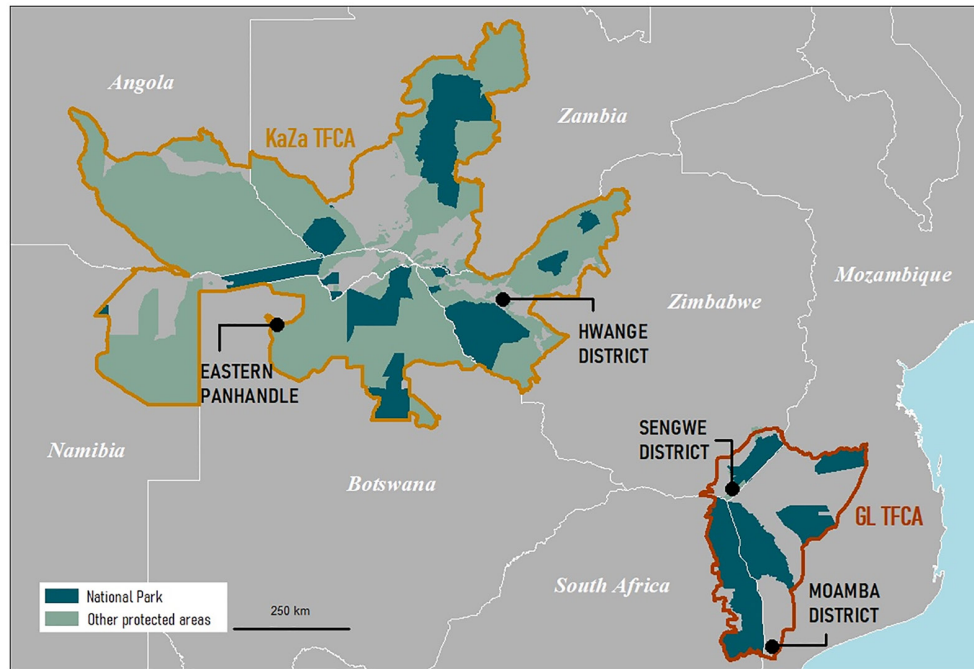 Angola
Zambia
KaZa TFCA
Mozambique
Zimbabwe
HWANGE
DISTRICT
EASTERN
PANHANDLE
Namibia
Botswana
SENGWE
DISTRICT
GL TFCA
South Africa
MOAMBA
DISTRICT
National Park
Other protected areas
250 km